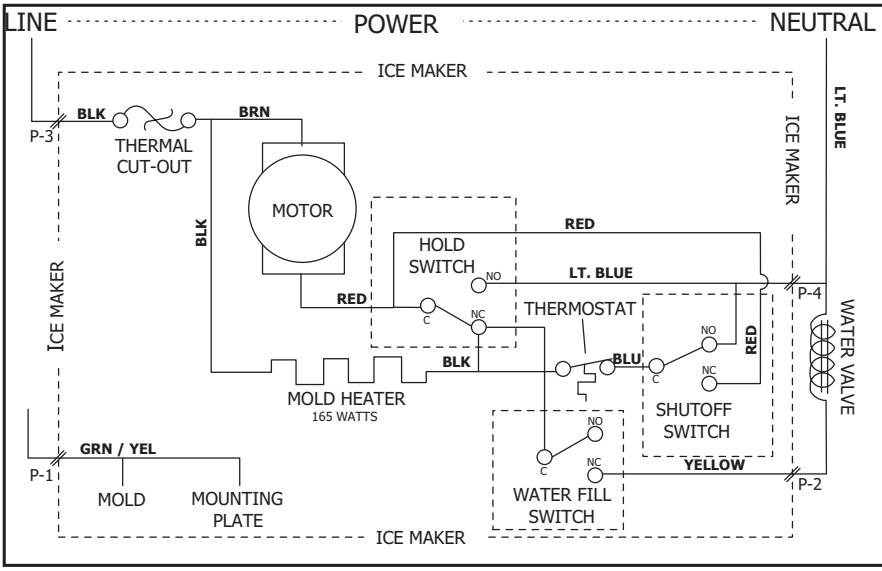 LINE POWER NEUTRAL
ICE MAKER
BLK
BRN
P-3
THERMAL
CUT-OUT
LT. BLUE
ICE MAKER
MOTOR
BLK
HOLD
SWITCH
RED
NO
LT. BLUE
P-4
ICE MAKER
RED
C
NC
THERMOSTAT
NO
RED
WATER VALVE
BLK
BLU
C
NC
MOLD HEATER
165 WATTS
SHUTOFF
SWITCH
GRN / YEL
P-1
MOLD
MOUNTING
PLATE
NO
C
NC
YELLOW
P-2
WATER FILL
SWITCH
ICE MAKER